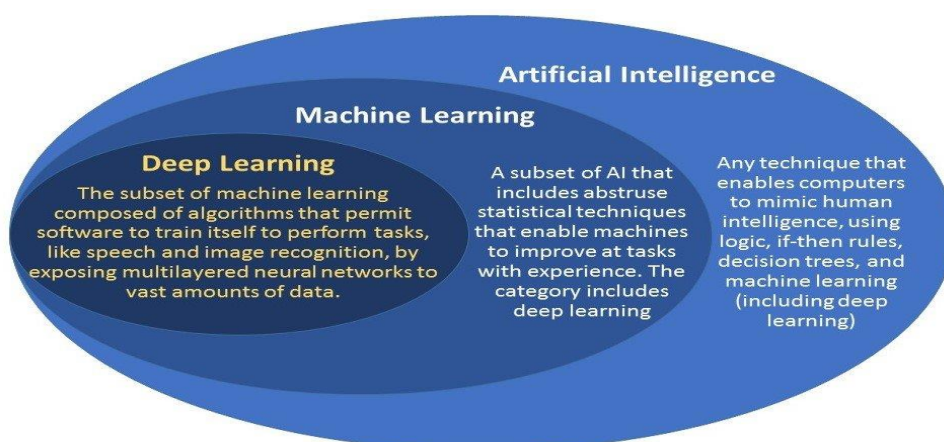 Artificial Intelligence
Machine Learning
Deep Learning
The subset of machine learning
composed of algorithms that permit
software to train itself to perform tasks,
like speech and image recognition, by
exposing multilayered neural networks to
vast amounts of data.
A subset of AI that
includes abstruse
statistical techniques
that enable machines
to improve at tasks
with experience. The
category includes
deep learning
Any technique that
enables computers
to mimic human
intelligence, using
logic, if-then rules,
decision trees, and
machine learning
(including deep
learning)